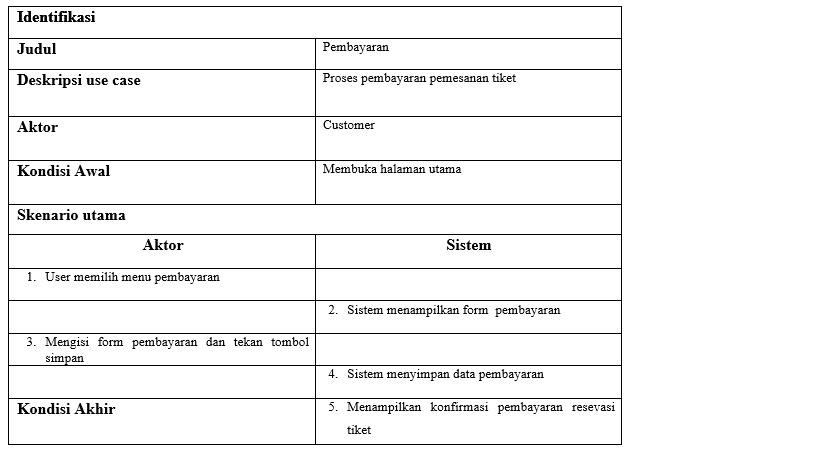 Identifikasi
Judul Pembayaran
Deskripsi use case Proses pembayaran pemesanan tiket
Aktor Customer
Kondisi Awal Membuka halaman utama
Skenario utama
Aktor Sistem
1. User memilih menu pembayaran
2. Sistem menampilkan form pembayaran
3. Mengisi form pembayaran dan tekan tombol
simpan
4. Sistem menyimpan data pembayaran
Kondisi Akhir 5. Menampilkan konfirmasi pembayaran resevasi
tiket